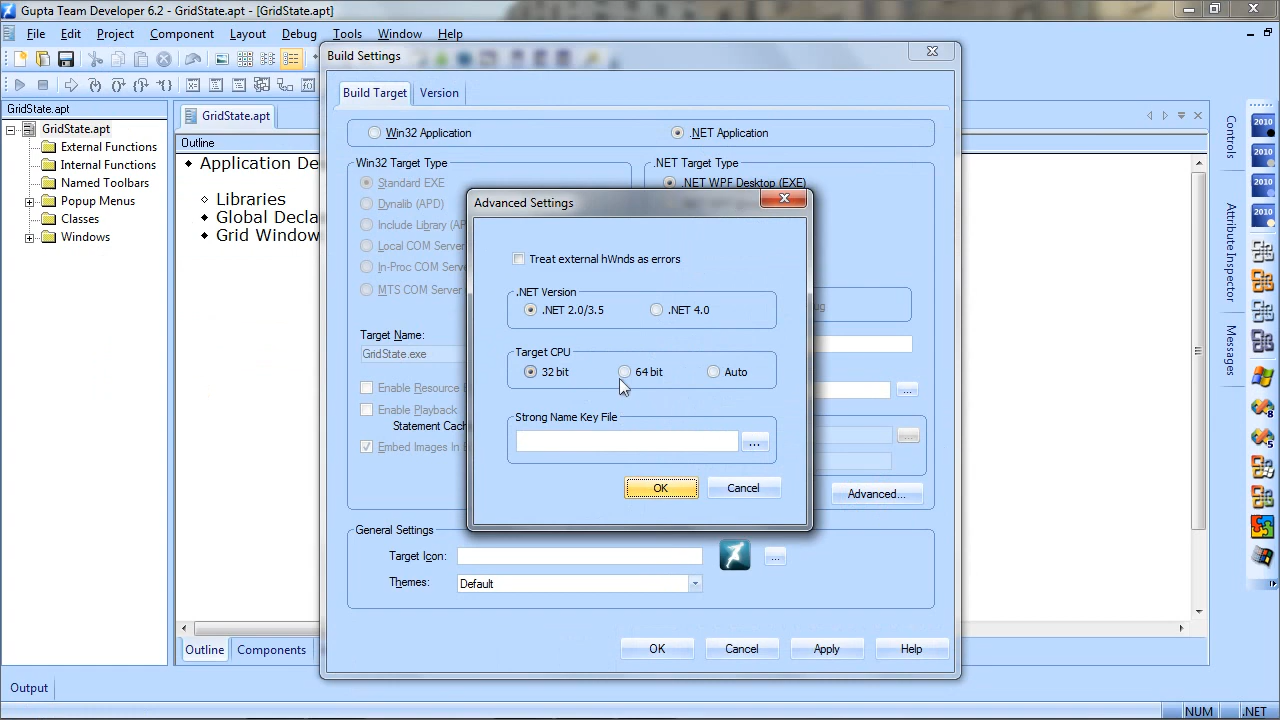 Gupta Team Developer 6.2 - GridState.apt - [GridState.apt]
File Edit Project Component Layout Debug Tools Window Help
GridState.apt
GridState.apt
External Functions
Internal Functions
Named Toolbars
Popup Menus
Classes
Windows
GridState.apt
Outline
Application De
Libraries
Global Decla
Grid Window
Outline Components
Build Settings
Build Target Version
Win32 Application .NET Application
Win32 Target Type .NET Target Type
Standard EXE .NET WPF Desktop (EXE)
Dynalib (APD)
Include Library (AP
Local COM Server
In-Proc COM Serve
MTS COM Server
Target Name:
GridState.exe
Enable Resource E
Enable Playback
Statement Cach
Embed Images In E
Advanced...
General Settings
Target Icon: ...
Themes: Default
OK Cancel Apply Help
Advanced Settings
Treat external hWnds as errors
.NET Version
.NET 2.0/3.5 .NET 4.0
Target CPU
32 bit 64 bit Auto
Strong Name Key File
...
OK Cancel
Controls
Attribute Inspector
Messages
2010
2010
2010
2010
Output
NUM .NET